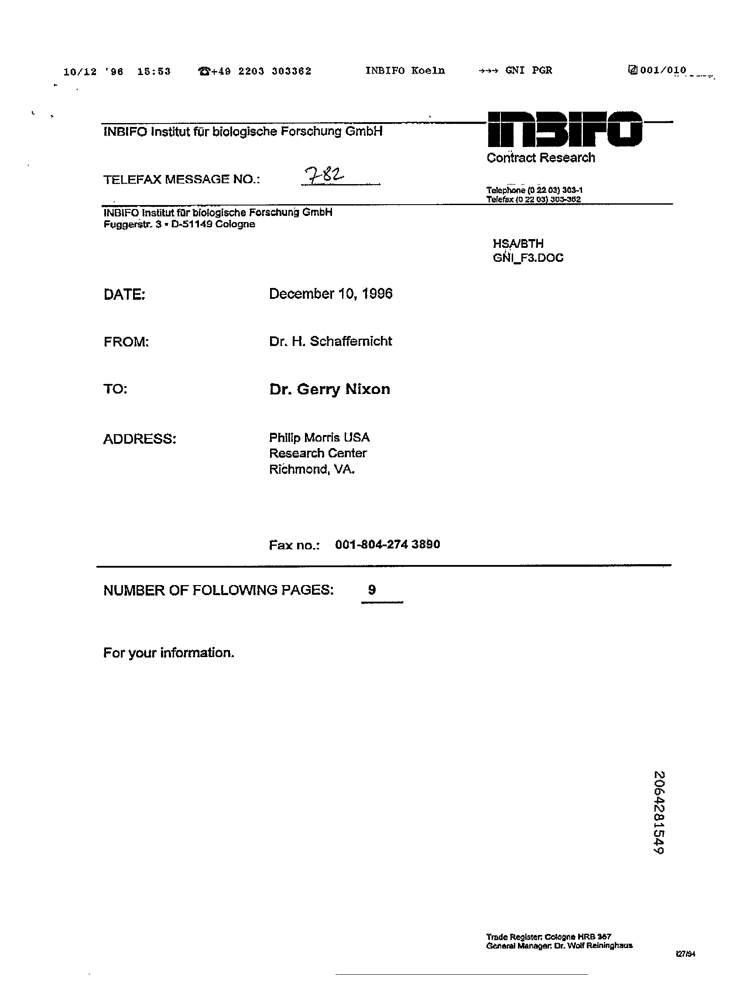 10/12 '96 15:53 ☎+49 2203 303362 INBIFO Koeln →→→ GNI PGR 001/010
INBIFO Institut für biologische Forschung GmbH
INBIFO
Contract Research
TELEFAX MESSAGE NO.: 782
Telephone (0 22 03) 303-1
Telefax (0 22 03) 303-362
INBIFO Institut für biologische Forschung GmbH
Fuggerstr. 3 • D-51149 Cologne
HSA/BTH
GNI_F3.DOC
DATE: December 10, 1996
FROM: Dr. H. Schaffernicht
TO: Dr. Gerry Nixon
ADDRESS: Philip Morris USA
Research Center
Richmond, VA.
Fax no.: 001-804-274 3890
NUMBER OF FOLLOWING PAGES: 9
For your information.
2064281549
Trade Register: Cologne HRB 367
General Manager: Dr. Wolf Reininghaus